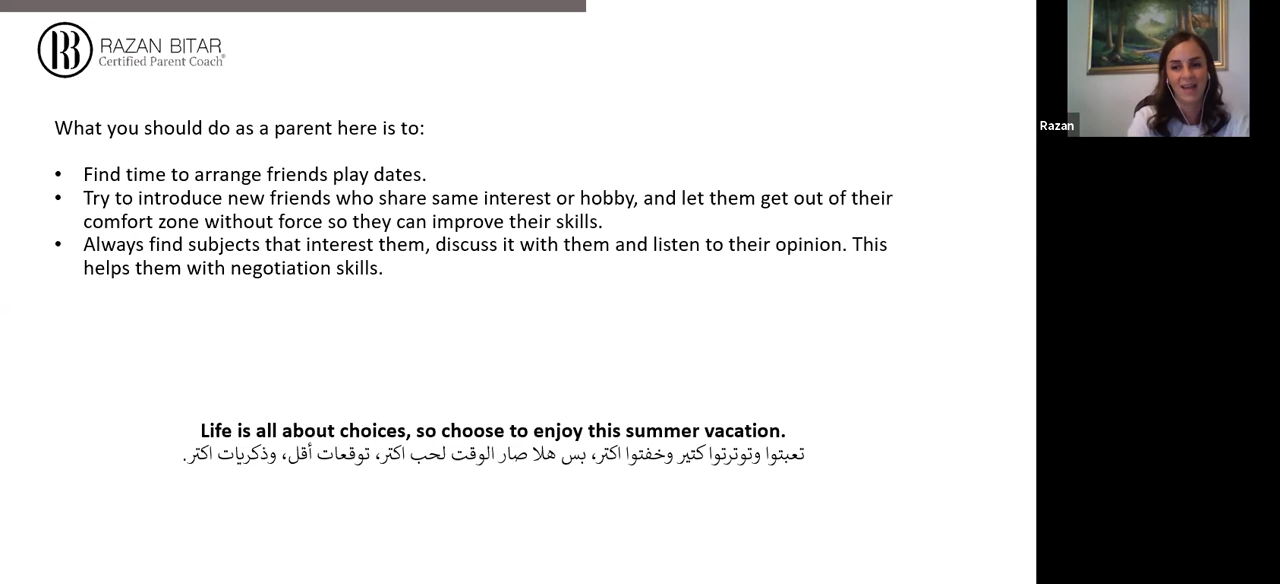 RAZAN BITAR
Certified Parent Coach®
Razan
What you should do as a parent here is to:
• Find time to arrange friends play dates.
• Try to introduce new friends who share same interest or hobby, and let them get out of their
comfort zone without force so they can improve their skills.
• Always find subjects that interest them, discuss it with them and listen to their opinion. This
helps them with negotiation skills.
Life is all about choices, so choose to enjoy this summer vacation.
تعبتوا وتوترتوا كتير وخفتوا اكتر، بس هلا صار الوقت لحب اكتر، توقعات أقل، وذكريات اكتر.